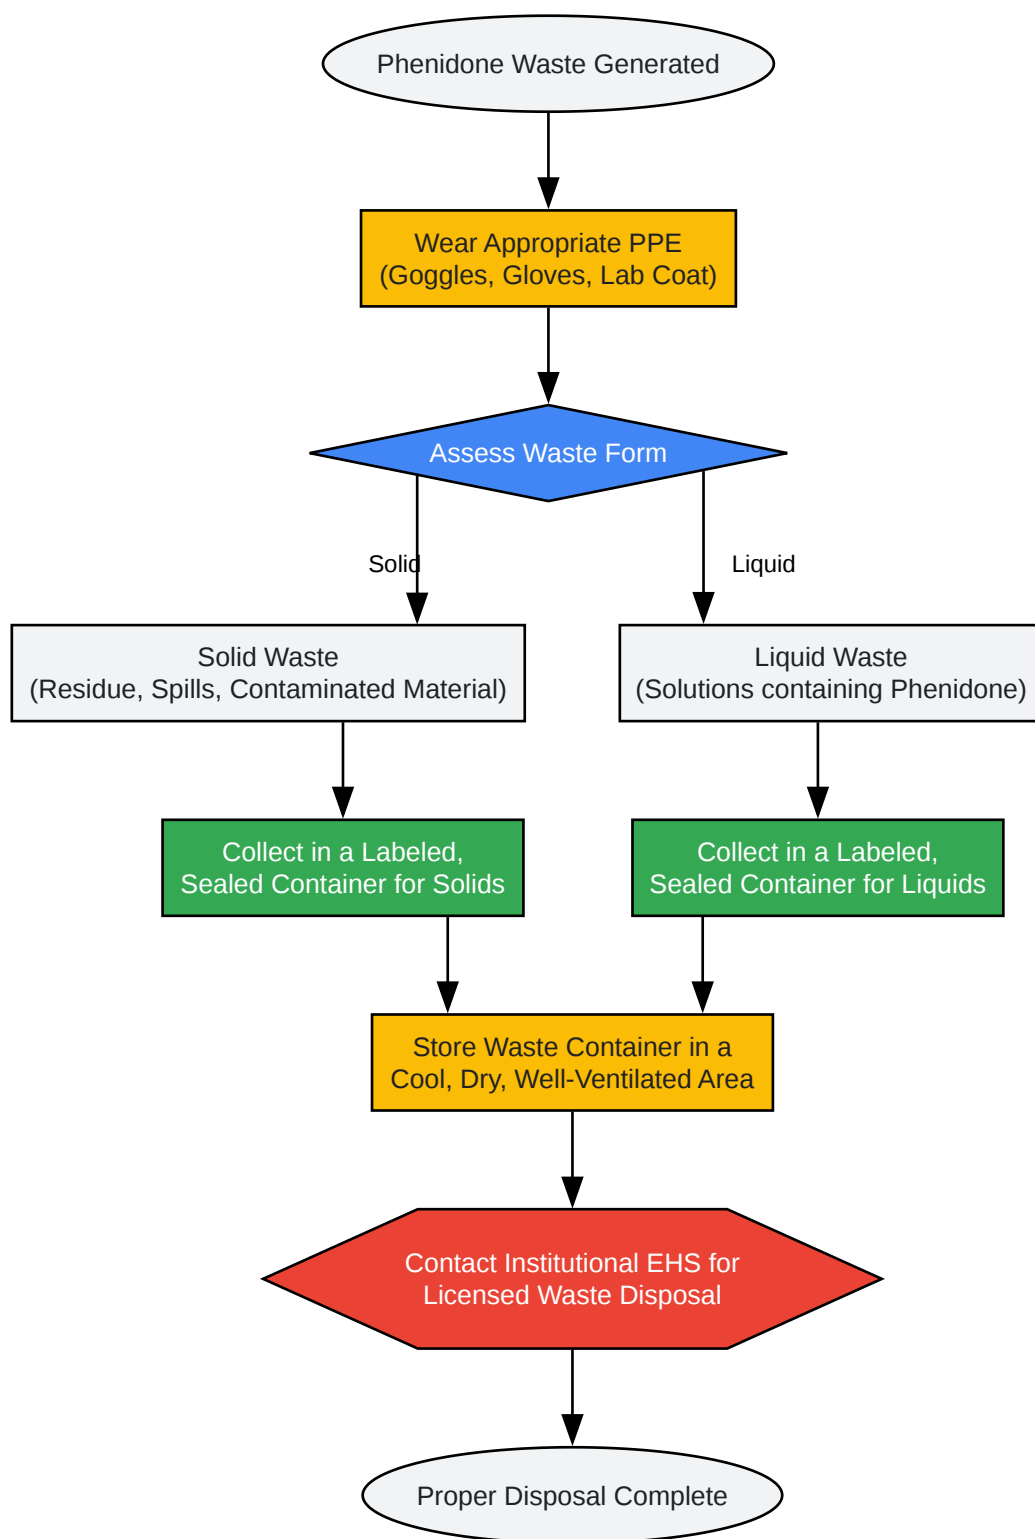 Phenidone Waste Generated
Wear Appropriate PPE
(Goggles, Gloves, Lab Coat)
Assess Waste Form
Solid
Liquid
Solid Waste
(Residue, Spills, Contaminated Material)
Liquid Waste
(Solutions containing Phenidone)
Collect in a Labeled,
Sealed Container for Solids
Collect in a Labeled,
Sealed Container for Liquids
Store Waste Container in a
Cool, Dry, Well-Ventilated Area
Contact Institutional EHS for
Licensed Waste Disposal
Proper Disposal Complete